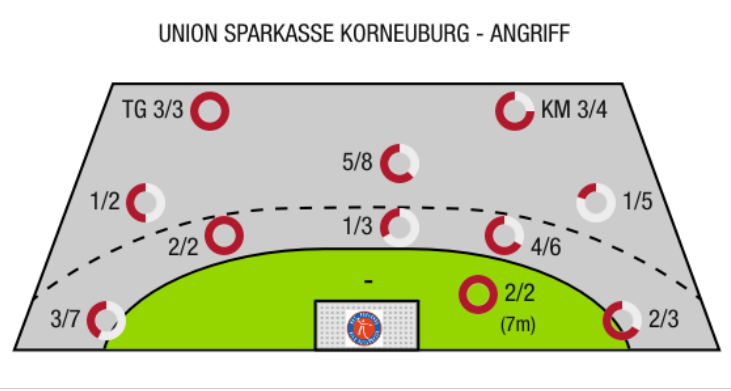 UNION SPARKASSE KORNEUBURG - ANGRIFF
TG 3/3
KM 3/4
5/8
1/2
1/5
1/3
2/2
4/6
-
2/2
(7m)
3/7
2/3